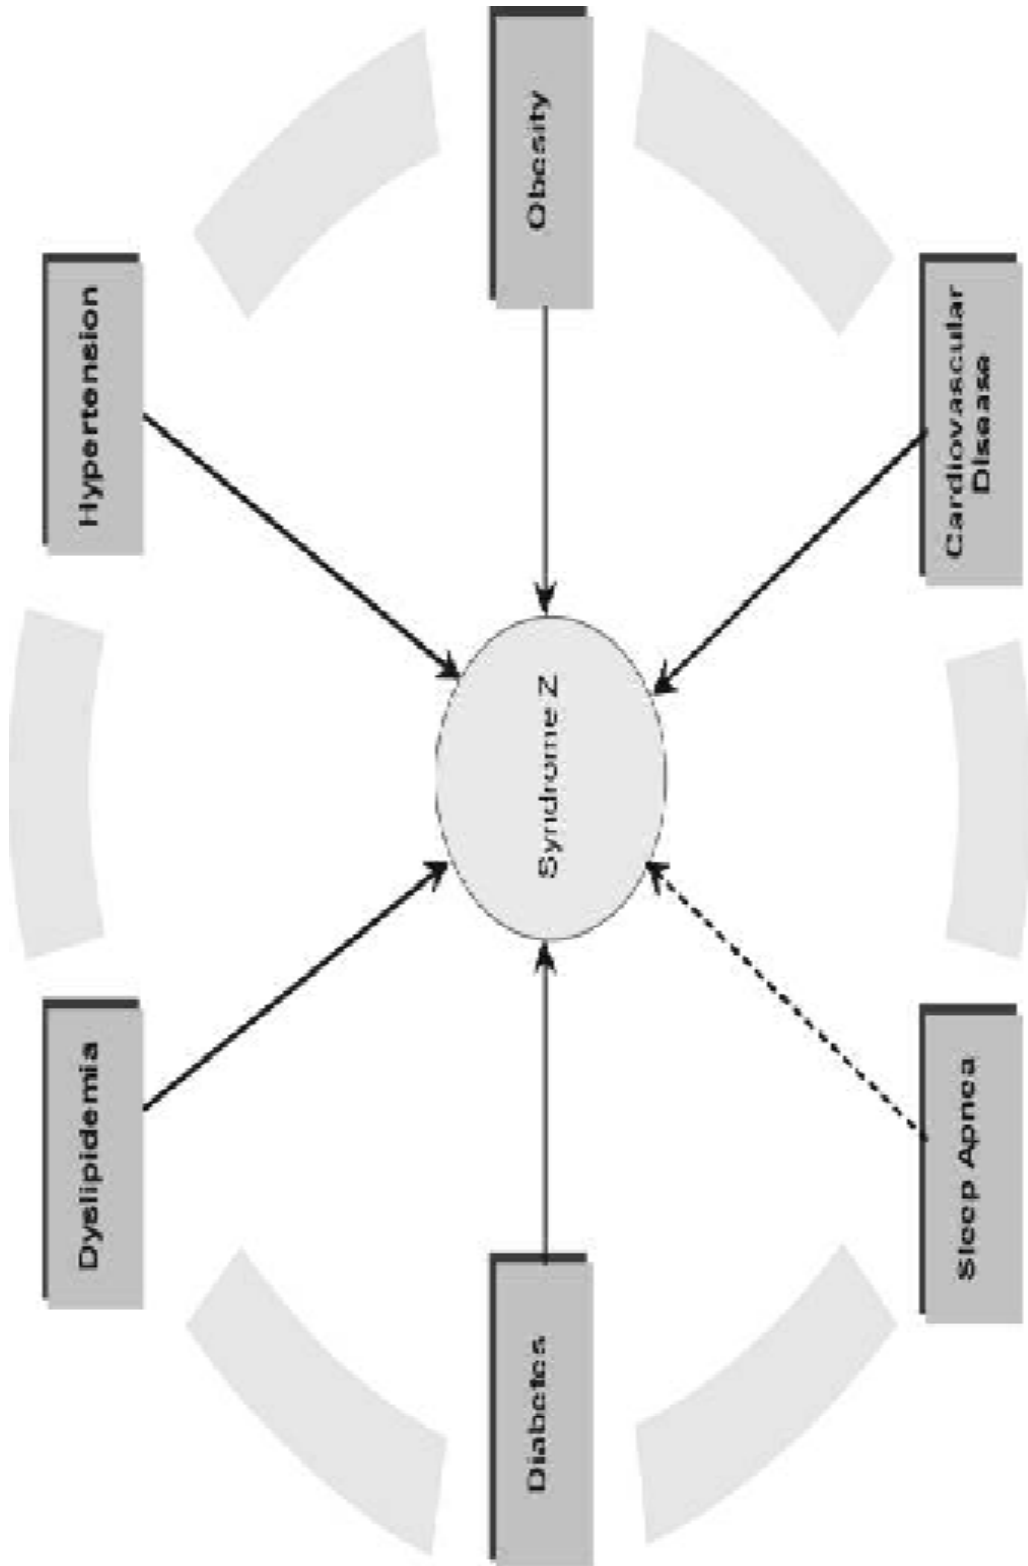 Dyslipidemia
Hypertension
Diabetes
Syndrome Z
Obesity
Sleep Apnea
Cardiovascular
Disease